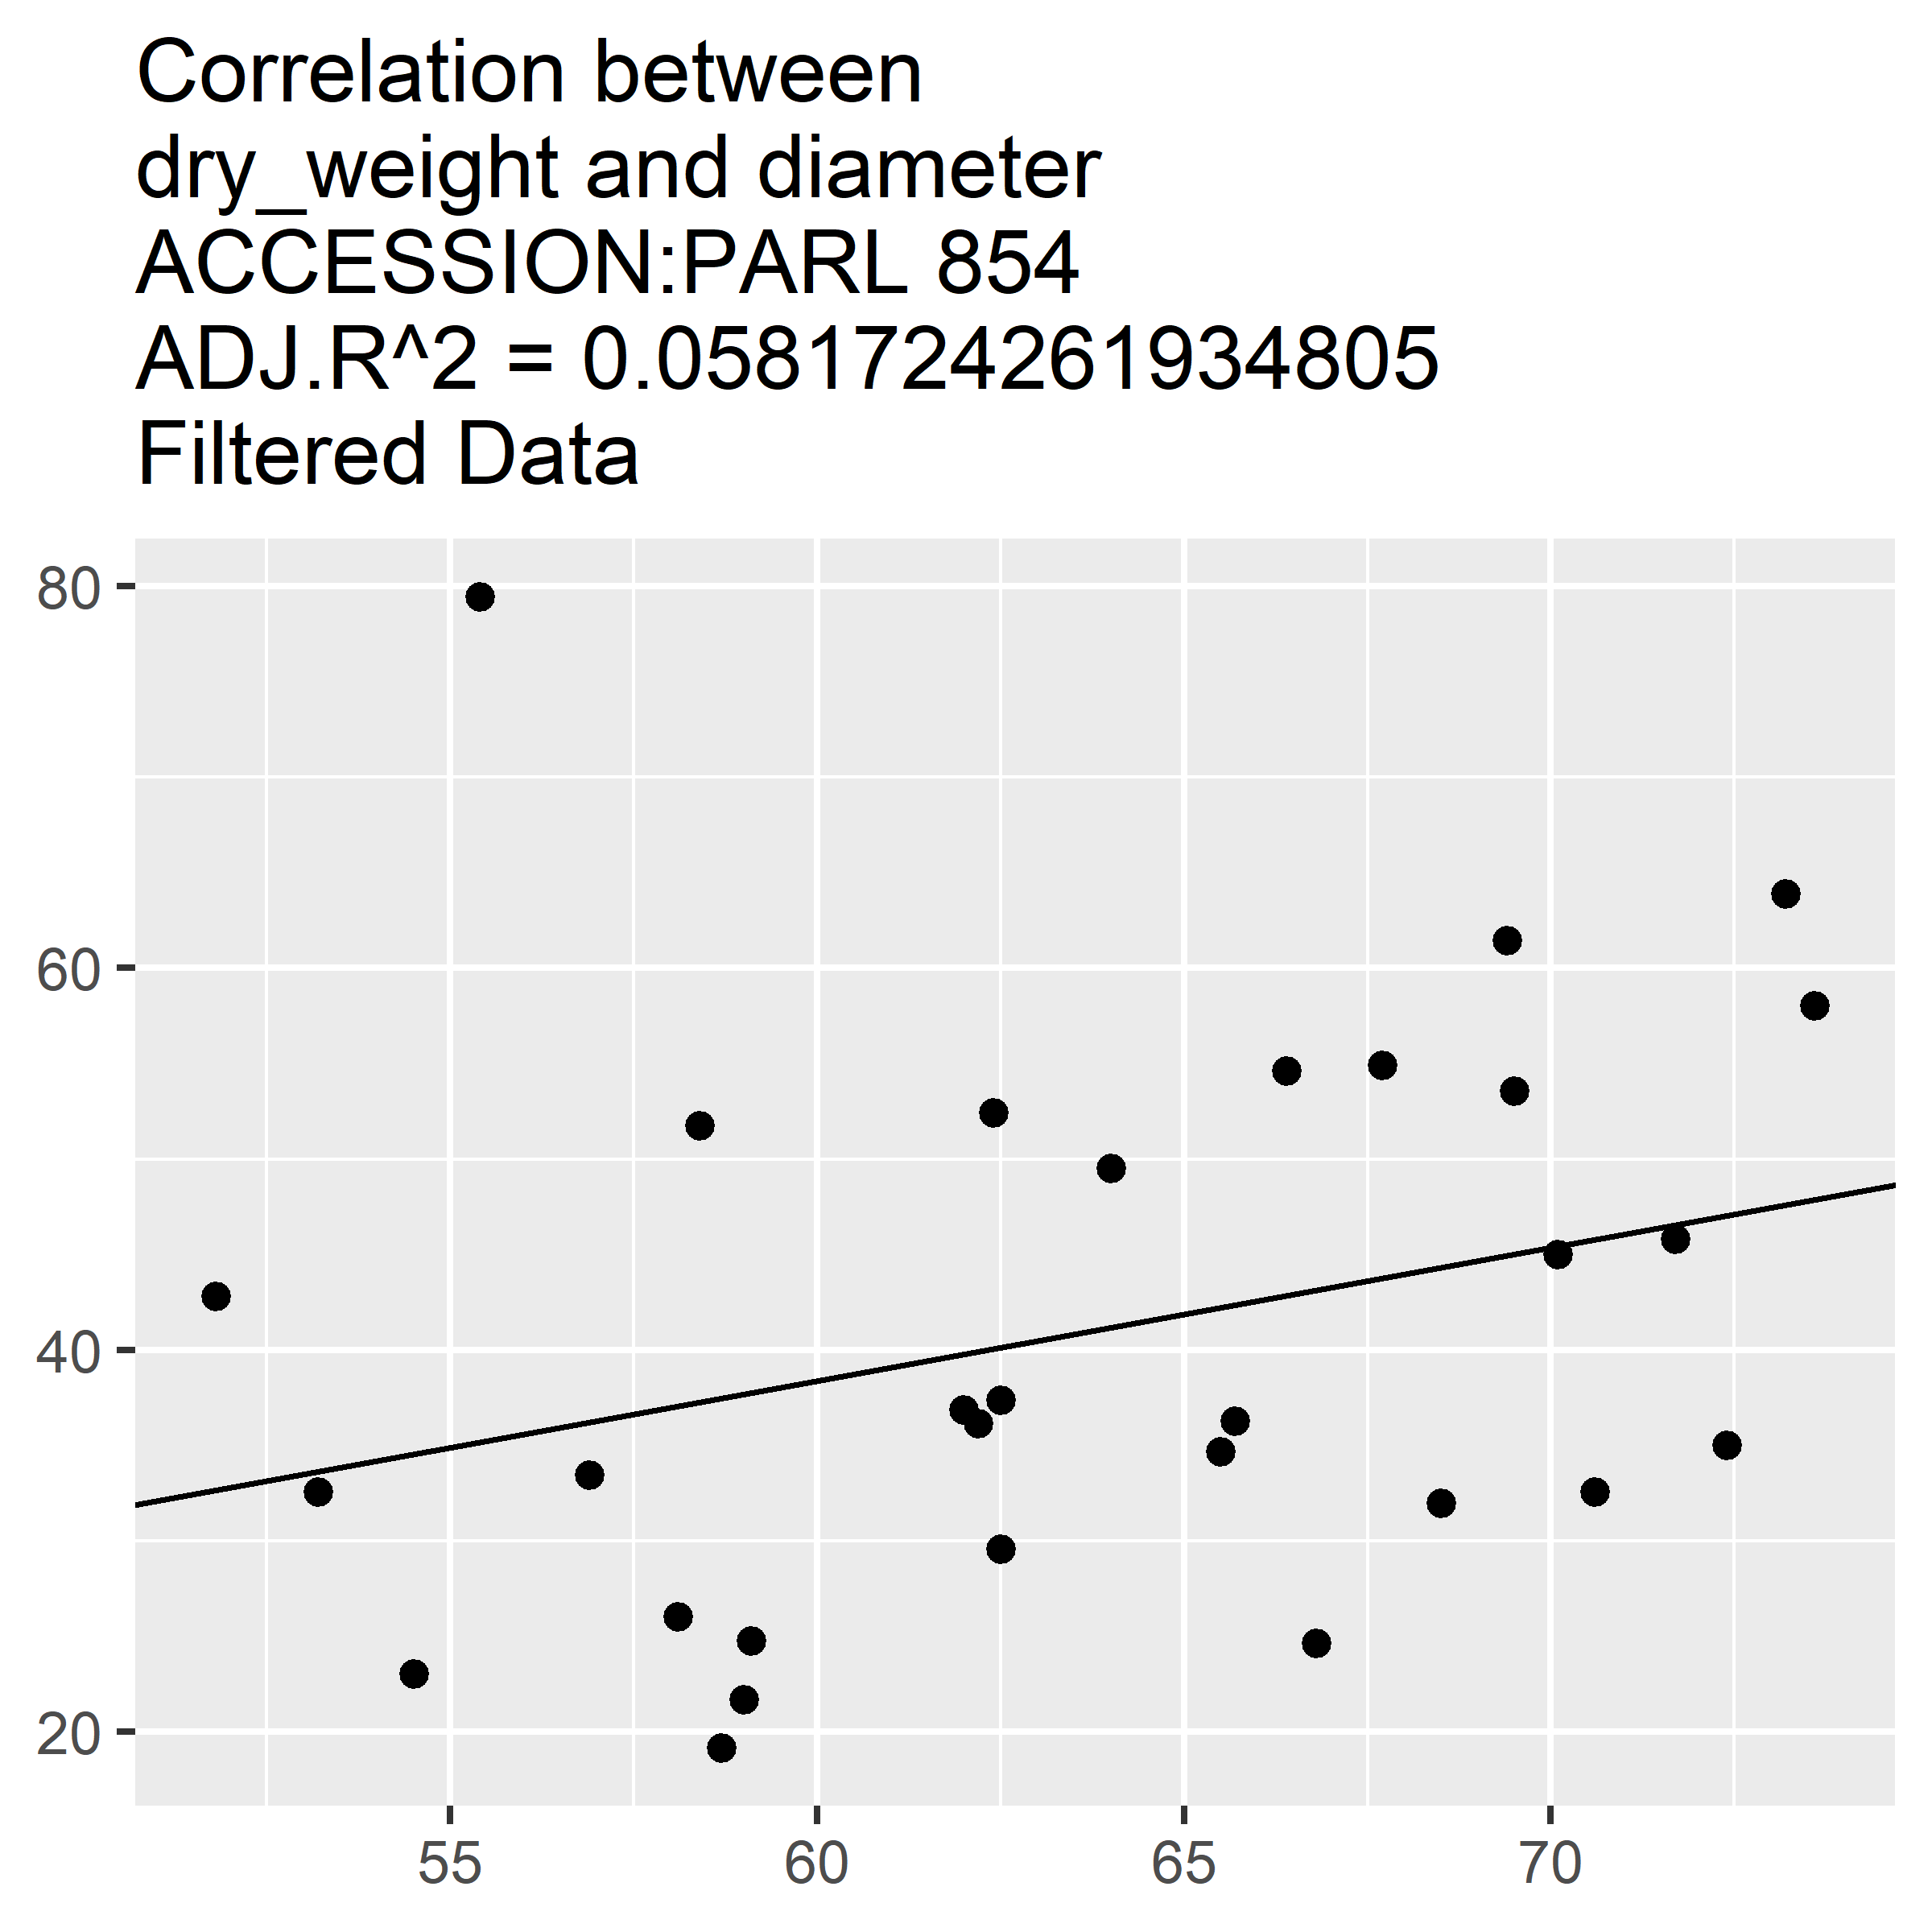 Correlation between
dry_weight and diameter
ACCESSION:PARL 854
ADJ.R^2 = 0.0581724261934805
Filtered Data
80
60
40
20
55 60 65 70